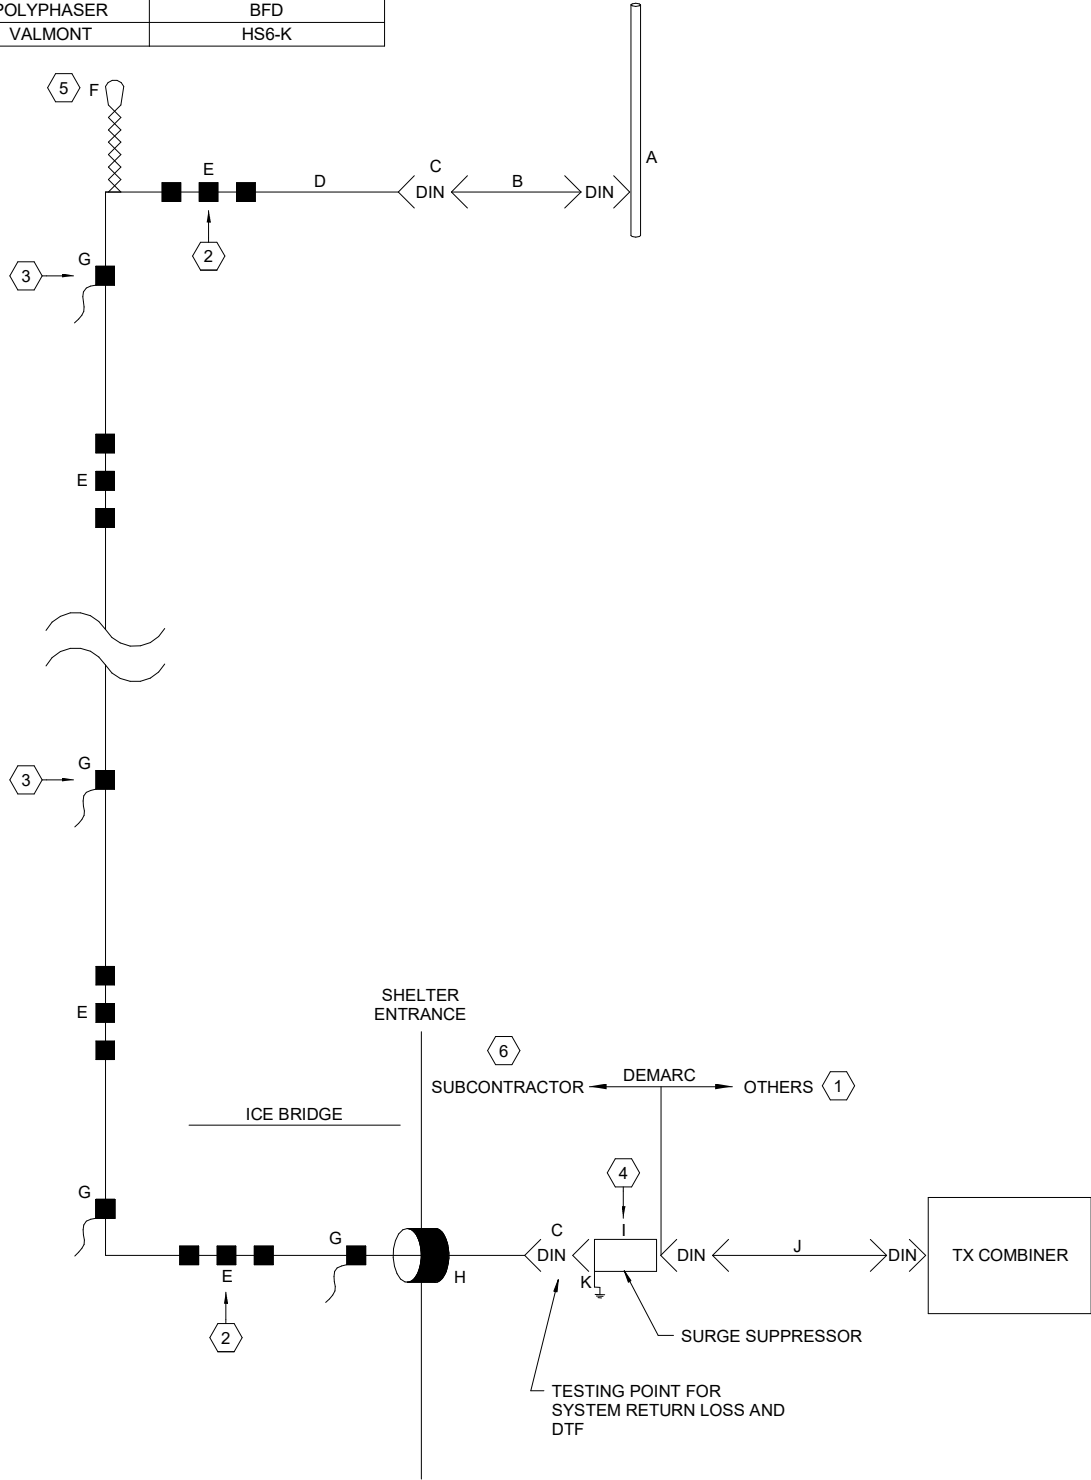 POLYPHASER BFD
VALMONT HS6-K
5 F
A
E
D
C
DIN
B
DIN
2
G
3
E
G
3
E
SHELTER
ENTRANCE
6
SUBCONTRACTOR
DEMARC
OTHERS 1
ICE BRIDGE
4
G
G
C
I
DIN
DIN
J
DIN
TX COMBINER
E
H
K
2
SURGE SUPPRESSOR
TESTING POINT FOR
SYSTEM RETURN LOSS AND
DTF